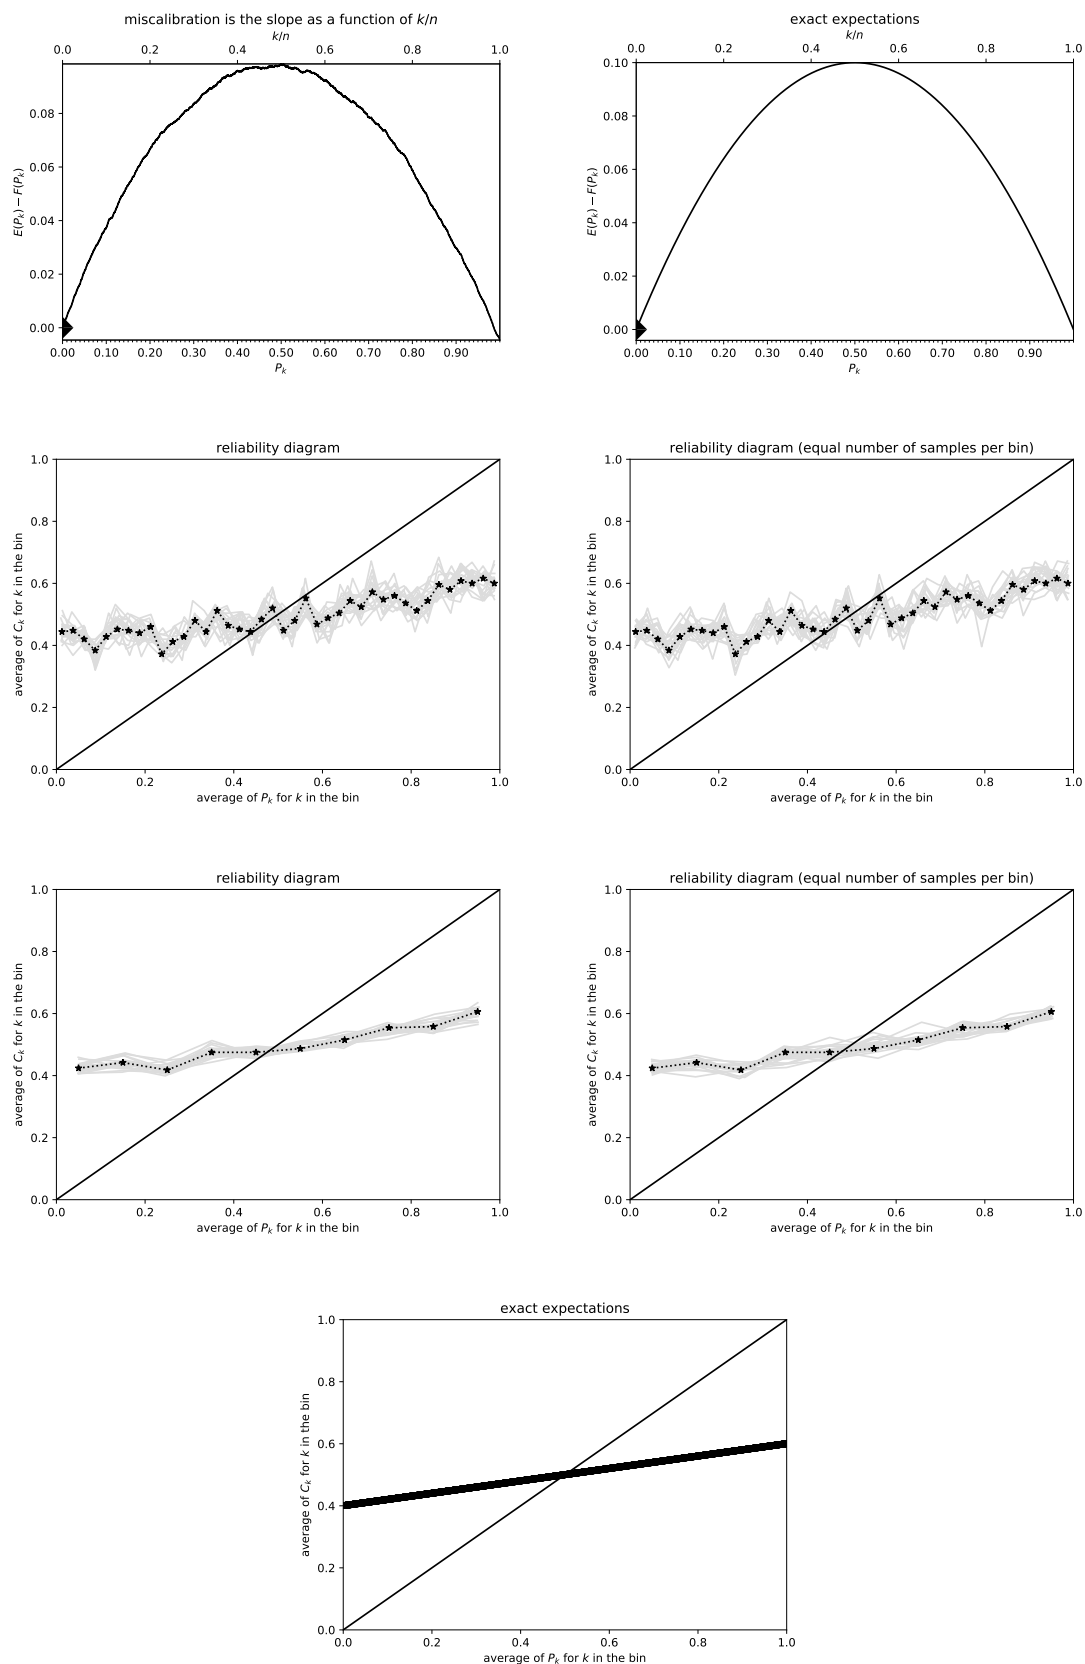 miscalibration is the slope as a function of k/n
k/n
0.0 0.2 0.4 0.6 0.8 1.0
0.08
0.06
0.04
0.02
0.00
E(P_k) − F(P_k)
0.00 0.10 0.20 0.30 0.40 0.50 0.60 0.70 0.80 0.90
P_k
exact expectations
k/n
0.0 0.2 0.4 0.6 0.8 1.0
0.10
0.08
0.06
0.04
0.02
0.00
E(P_k) − F(P_k)
0.00 0.10 0.20 0.30 0.40 0.50 0.60 0.70 0.80 0.90
P_k
reliability diagram
1.0
0.8
0.6
0.4
0.2
0.0
average of C_k for k in the bin
0.0 0.2 0.4 0.6 0.8 1.0
average of P_k for k in the bin
reliability diagram (equal number of samples per bin)
1.0
0.8
0.6
0.4
0.2
0.0
average of C_k for k in the bin
0.0 0.2 0.4 0.6 0.8 1.0
average of P_k for k in the bin
reliability diagram
1.0
0.8
0.6
0.4
0.2
0.0
average of C_k for k in the bin
0.0 0.2 0.4 0.6 0.8 1.0
average of P_k for k in the bin
reliability diagram (equal number of samples per bin)
1.0
0.8
0.6
0.4
0.2
0.0
average of C_k for k in the bin
0.0 0.2 0.4 0.6 0.8 1.0
average of P_k for k in the bin
exact expectations
1.0
0.8
0.6
0.4
0.2
0.0
average of C_k for k in the bin
0.0 0.2 0.4 0.6 0.8 1.0
average of P_k for k in the bin